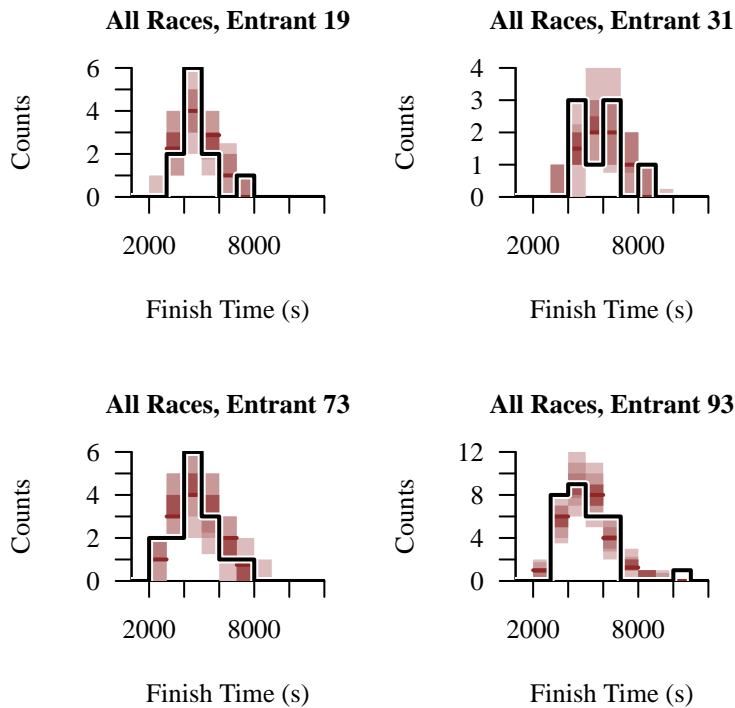 All Races, Entrant 19
Counts
0
2
4
6
2000
8000
Finish Time (s)
All Races, Entrant 31
Counts
0
1
2
3
4
2000
8000
Finish Time (s)
All Races, Entrant 73
Counts
0
2
4
6
2000
8000
Finish Time (s)
All Races, Entrant 93
Counts
0
4
8
12
2000
8000
Finish Time (s)